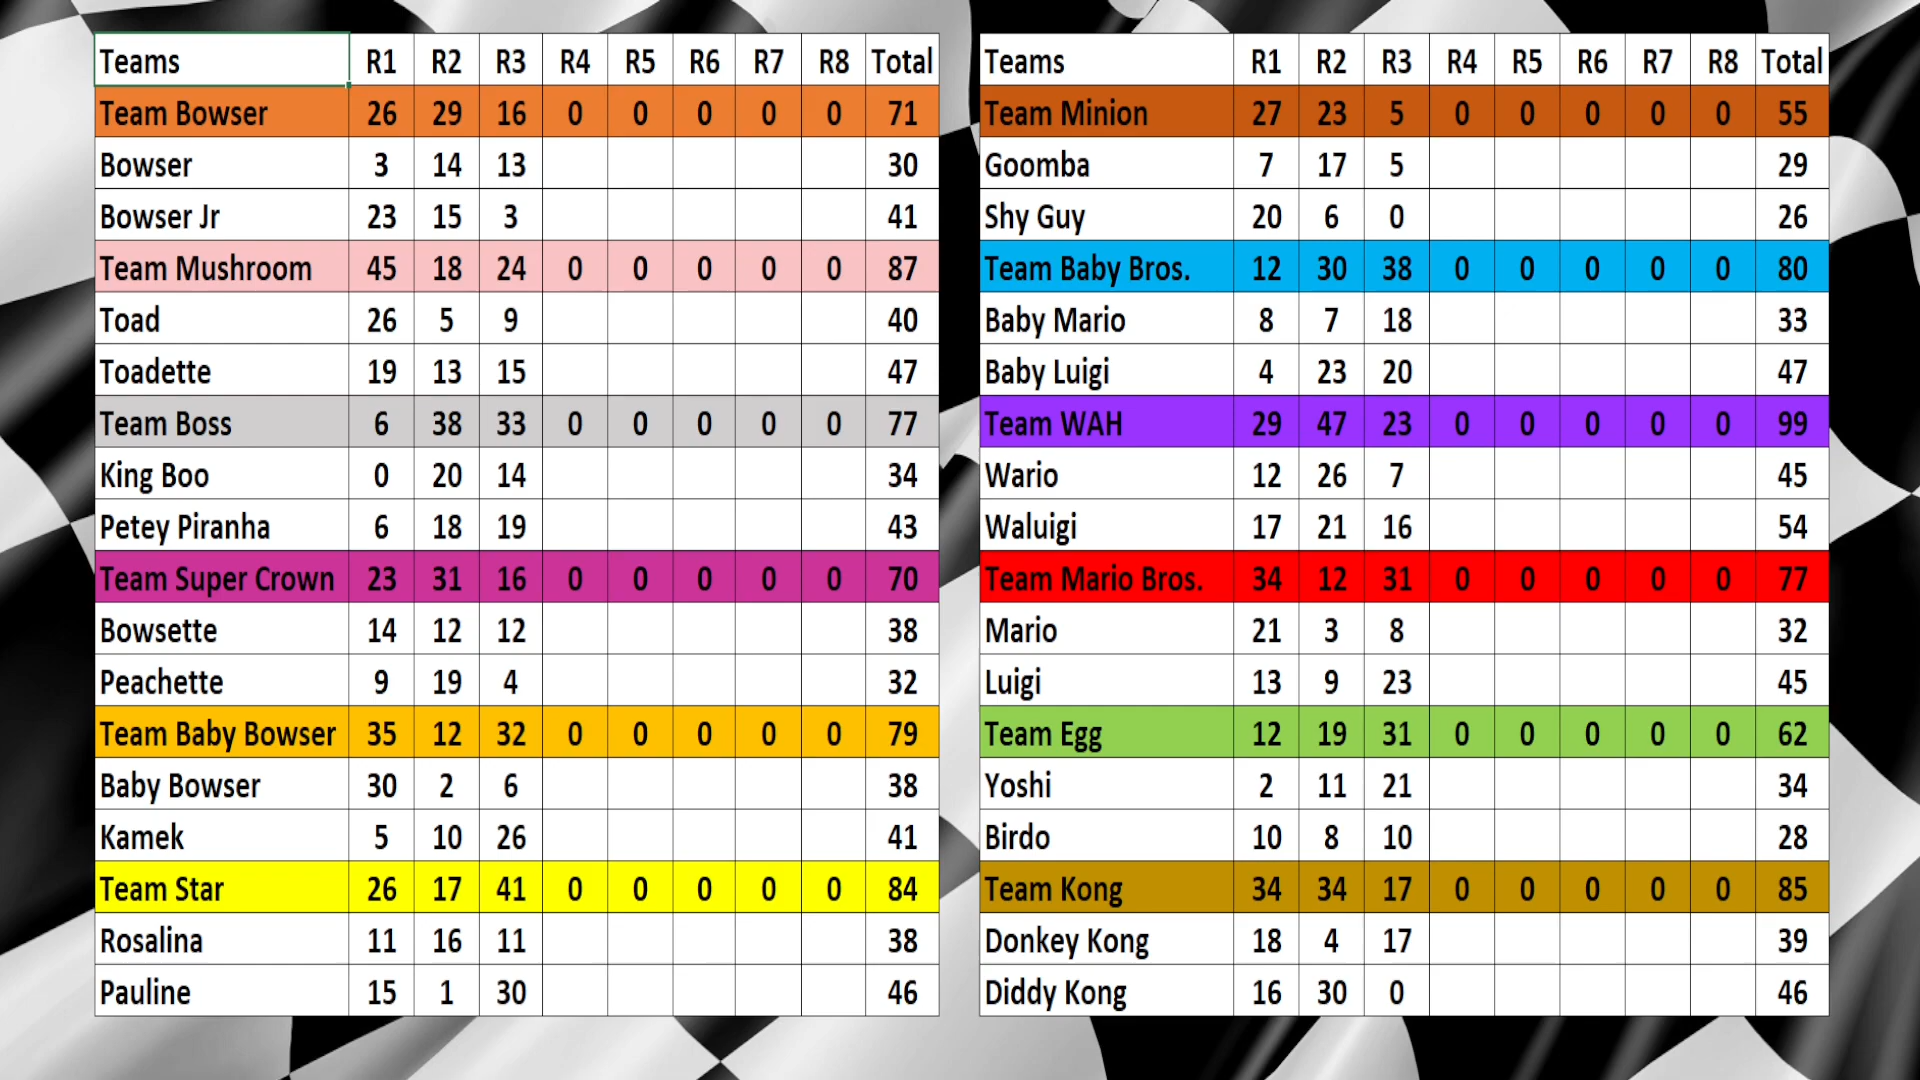 Teams R1 R2 R3 R4 R5 R6 R7 R8 Total
Team Bowser 26 29 16 0 0 0 0 0 71
Bowser 3 14 13 30
Bowser Jr 23 15 3 41
Team Mushroom 45 18 24 0 0 0 0 0 87
Toad 26 5 9 40
Toadette 19 13 15 47
Team Boss 6 38 33 0 0 0 0 0 77
King Boo 0 20 14 34
Petey Piranha 6 18 19 43
Team Super Crown 23 31 16 0 0 0 0 0 70
Bowsette 14 12 12 38
Peachette 9 19 4 32
Team Baby Bowser 35 12 32 0 0 0 0 0 79
Baby Bowser 30 2 6 38
Kamek 5 10 26 41
Team Star 26 17 41 0 0 0 0 0 84
Rosalina 11 16 11 38
Pauline 15 1 30 46
Teams R1 R2 R3 R4 R5 R6 R7 R8 Total
Team Minion 27 23 5 0 0 0 0 0 55
Goomba 7 17 5 29
Shy Guy 20 6 0 26
Team Baby Bros. 12 30 38 0 0 0 0 0 80
Baby Mario 8 7 18 33
Baby Luigi 4 23 20 47
Team WAH 29 47 23 0 0 0 0 0 99
Wario 12 26 7 45
Waluigi 17 21 16 54
Team Mario Bros. 34 12 31 0 0 0 0 0 77
Mario 21 3 8 32
Luigi 13 9 23 45
Team Egg 12 19 31 0 0 0 0 0 62
Yoshi 2 11 21 34
Birdo 10 8 10 28
Team Kong 34 34 17 0 0 0 0 0 85
Donkey Kong 18 4 17 39
Diddy Kong 16 30 0 46